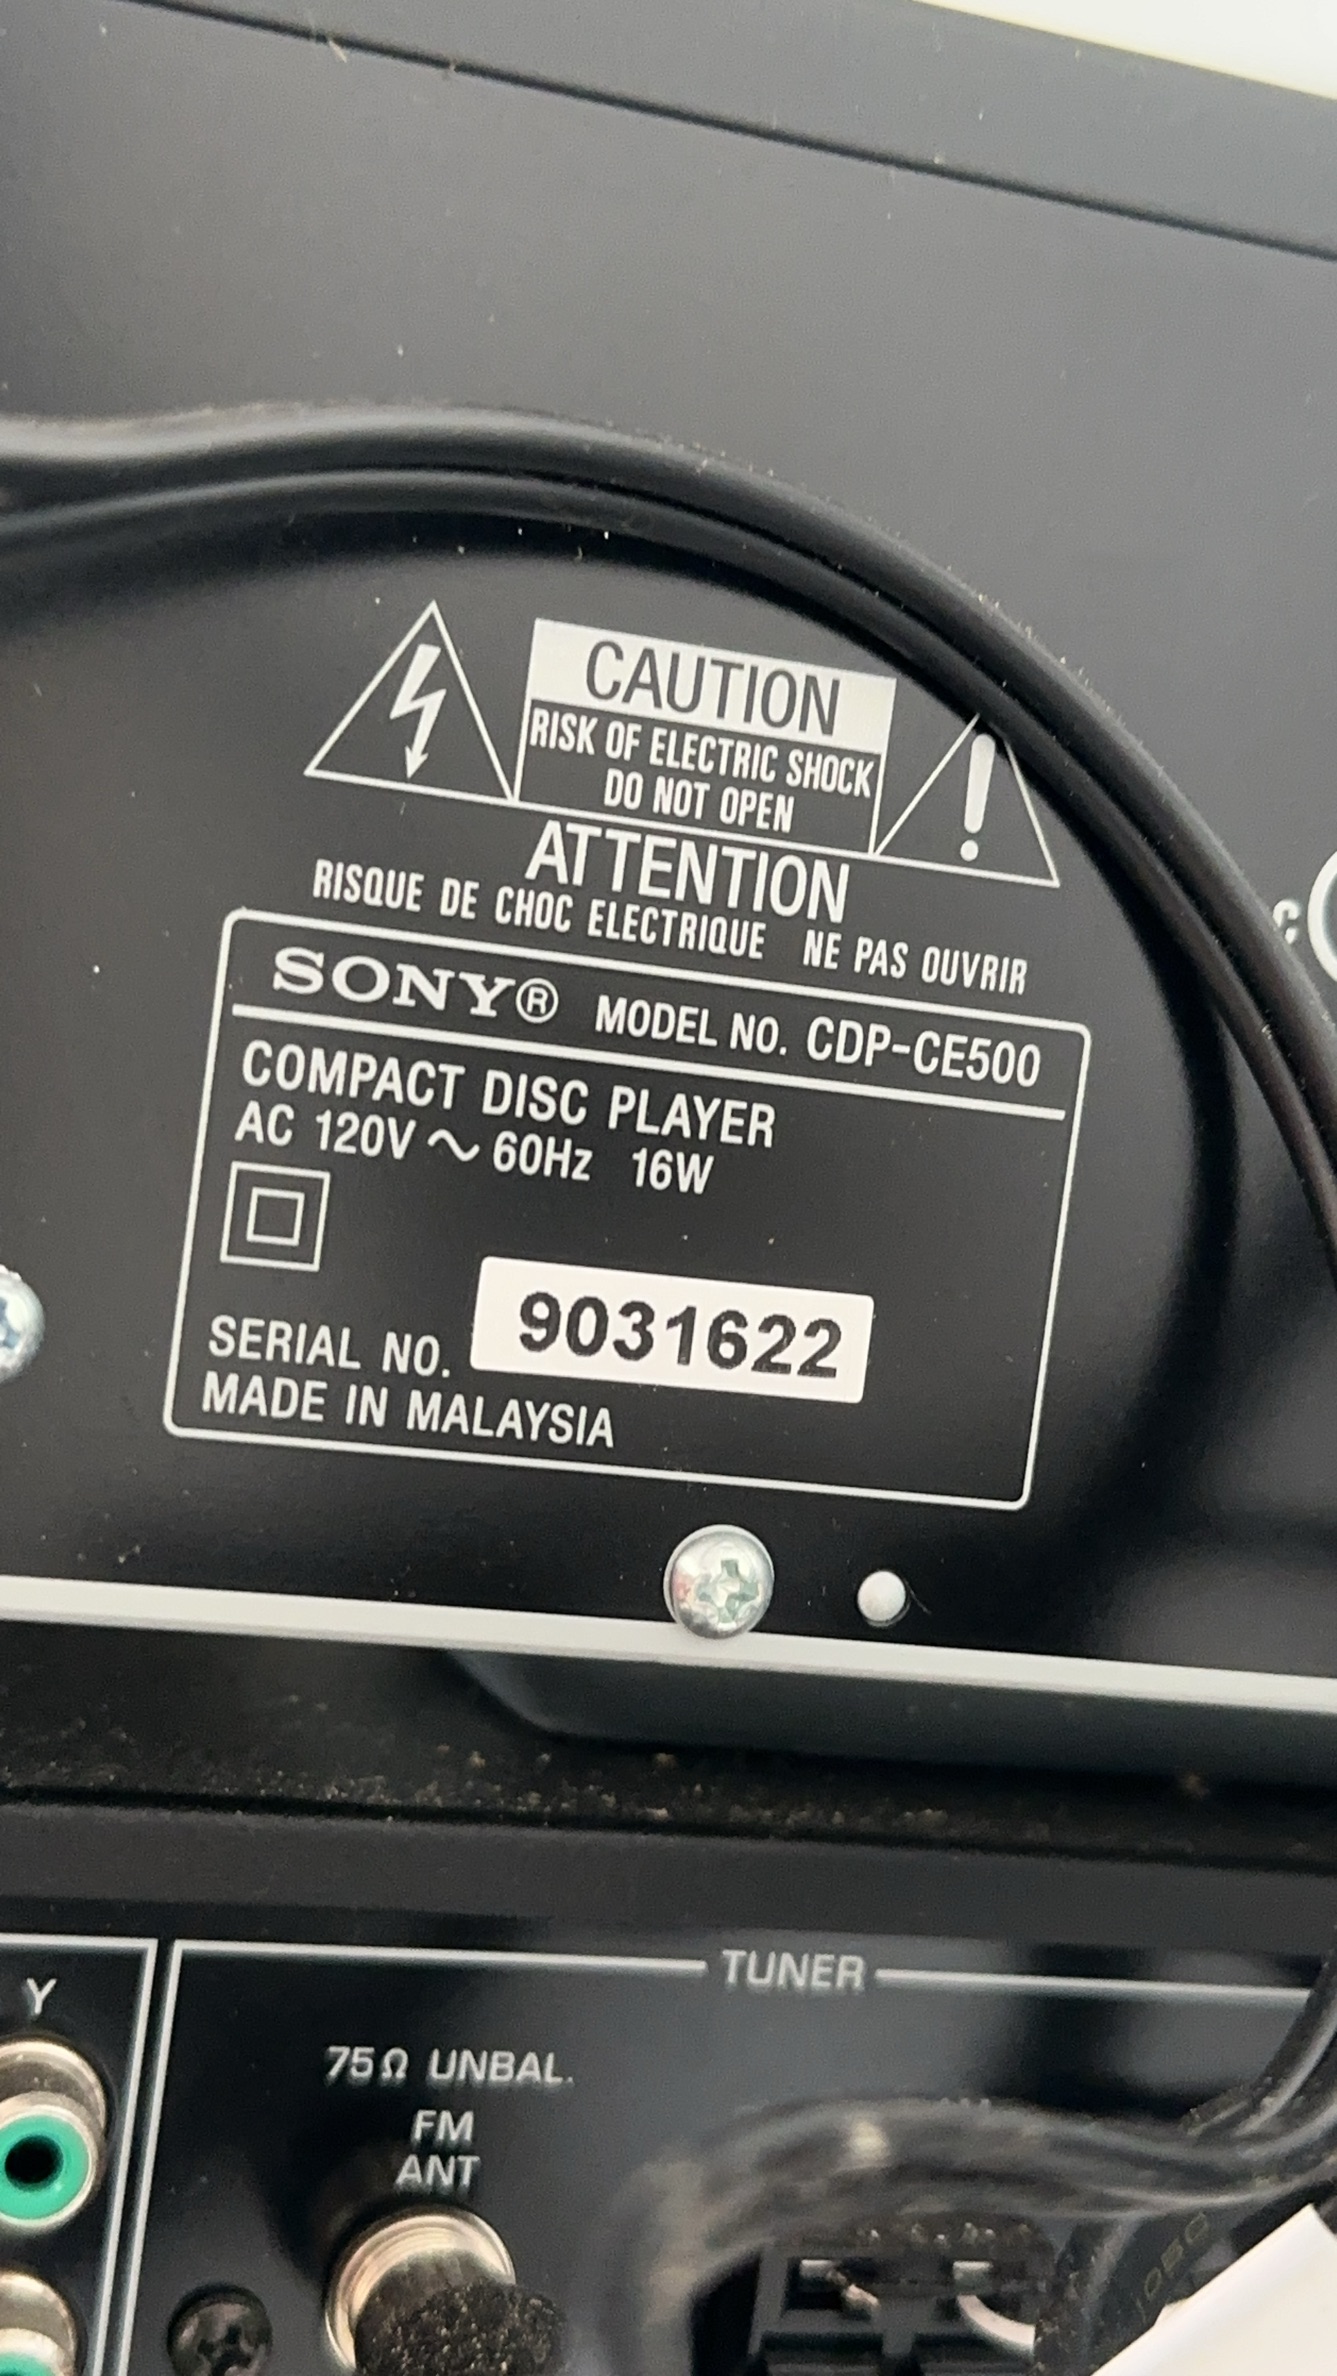 CAUTION
RISK OF ELECTRIC SHOCK
DO NOT OPEN
ATTENTION
RISQUE DE CHOC ELECTRIQUE NE PAS OUVRIR
SONY® MODEL NO. CDP-CE500
COMPACT DISC PLAYER
AC 120V ~ 60Hz 16W
SERIAL NO. 9031622
MADE IN MALAYSIA
TUNER
Y
75Ω UNBAL.
FM
ANT